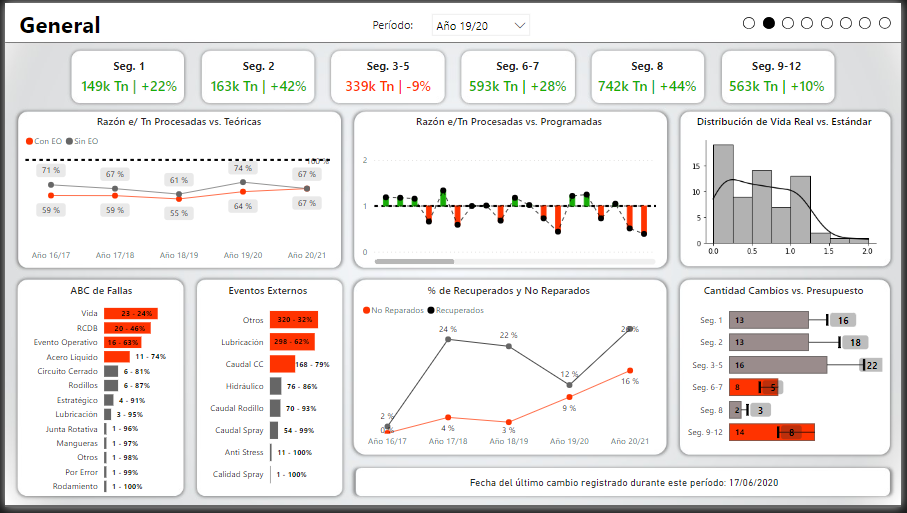 General
Período:
Año 19/20
Seg. 1
149k Tn | +22%
Seg. 2
163k Tn | +42%
Seg. 3-5
339k Tn | -9%
Seg. 6-7
593k Tn | +28%
Seg. 8
742k Tn | +44%
Seg. 9-12
563k Tn | +10%
Razón e/ Tn Procesadas vs. Teóricas
Con EO Sin EO
100 %
71 % 67 % 61 % 74 % 67 %
59 % 59 % 55 % 64 % 67 %
Año 16/17 Año 17/18 Año 18/19 Año 19/20 Año 20/21
Razón e/Tn Procesadas vs. Programadas
2
1
0
Distribución de Vida Real vs. Estándar
15
10
5
0
0.0 0.5 1.0 1.5 2.0
ABC de Fallas
Vida 23 - 24%
RCDB 20 - 46%
Evento Operativo 16 - 63%
Acero Líquido 11 - 74%
Circuito Cerrado 6 - 81%
Rodillos 6 - 87%
Estratégico 4 - 91%
Lubricación 3 - 95%
Junta Rotativa 1 - 96%
Mangueras 1 - 97%
Otros 1 - 98%
Por Error 1 - 99%
Rodamiento 1 - 100%
Eventos Externos
Otros 320 - 32%
Lubricación 298 - 62%
Caudal CC 168 - 79%
Hidráulico 76 - 86%
Caudal Rodillo 70 - 93%
Caudal Spray 54 - 99%
Anti Stress 11 - 100%
Calidad Spray 1 - 100%
% de Recuperados y No Reparados
No Reparados Recuperados
2 % 24 % 22 % 12 %
4 % 3 % 9 % 16 %
Año 16/17 Año 17/18 Año 18/19 Año 19/20 Año 20/21
Cantidad Cambios vs. Presupuesto
Seg. 1 13 16
Seg. 2 13 18
Seg. 3-5 16 22
Seg. 6-7 8 5
Seg. 8 2 3
Seg. 9-12 14 8
Fecha del último cambio registrado durante este período: 17/06/2020